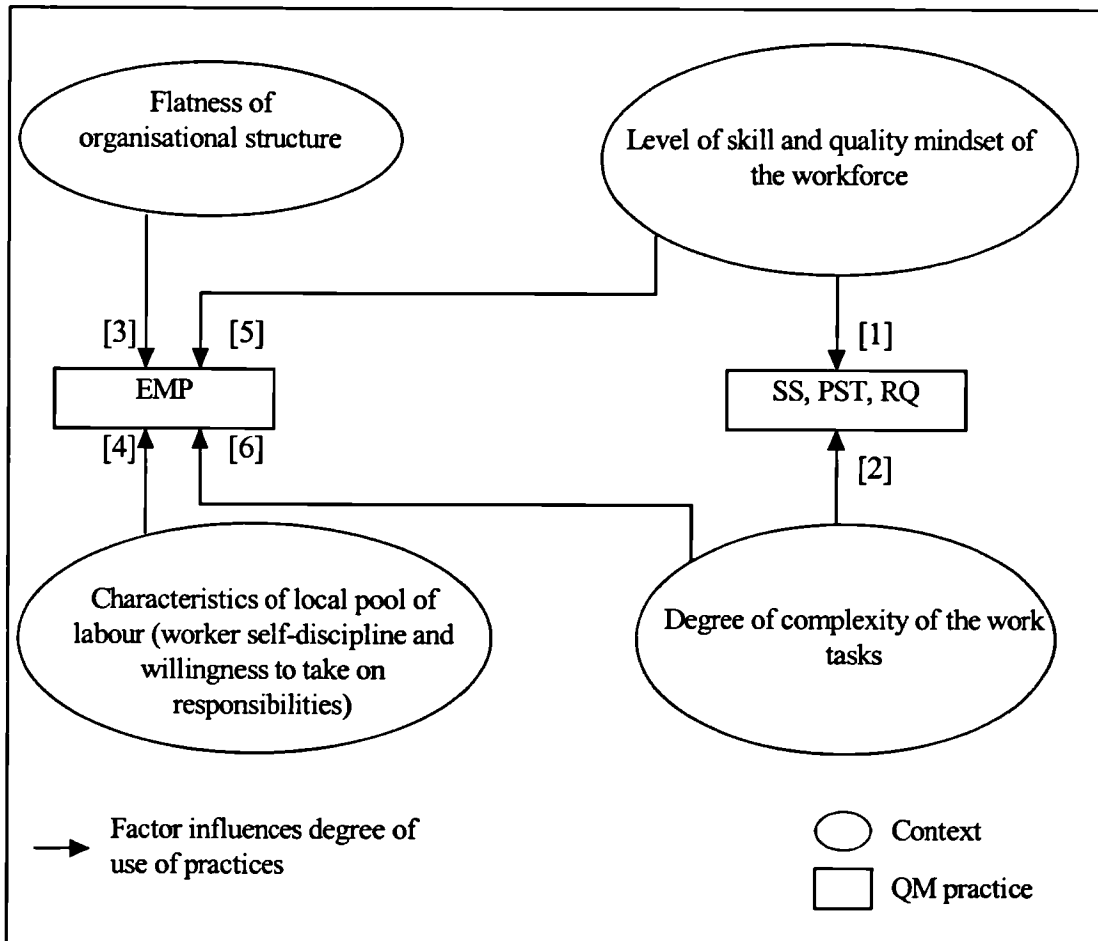 Flatness of
organisational structure
Level of skill and quality mindset of
the workforce
[3]
[5]
[1]
EMP
SS, PST, RQ
[4]
[6]
[2]
Characteristics of local pool of
labour (worker self-discipline and
willingness to take on
responsibilities)
Degree of complexity of the work
tasks
Factor influences degree of
use of practices
Context
QM practice